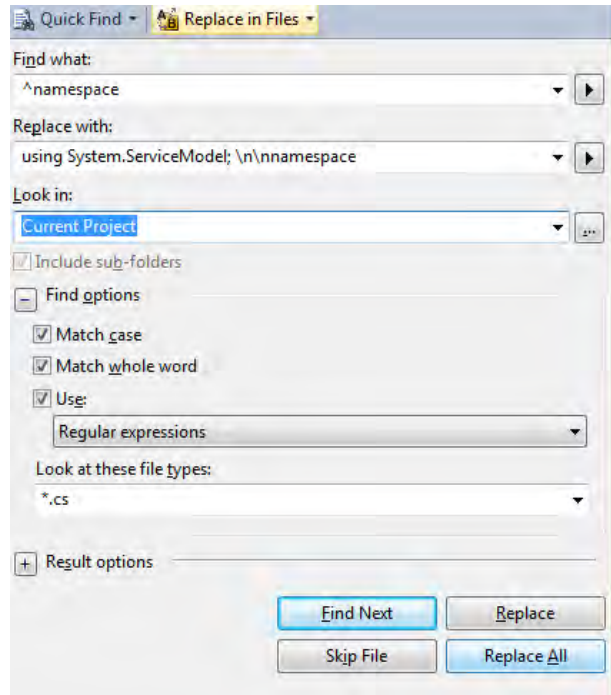 Quick Find Replace in Files
Find what:
^namespace
Replace with:
using System.ServiceModel; \n\nnamespace
Look in:
Current Project
...
Include sub-folders
Find options
Match case
Match whole word
Use:
Regular expressions
Look at these file types:
*.cs
Result options
Find Next Replace
Skip File Replace All